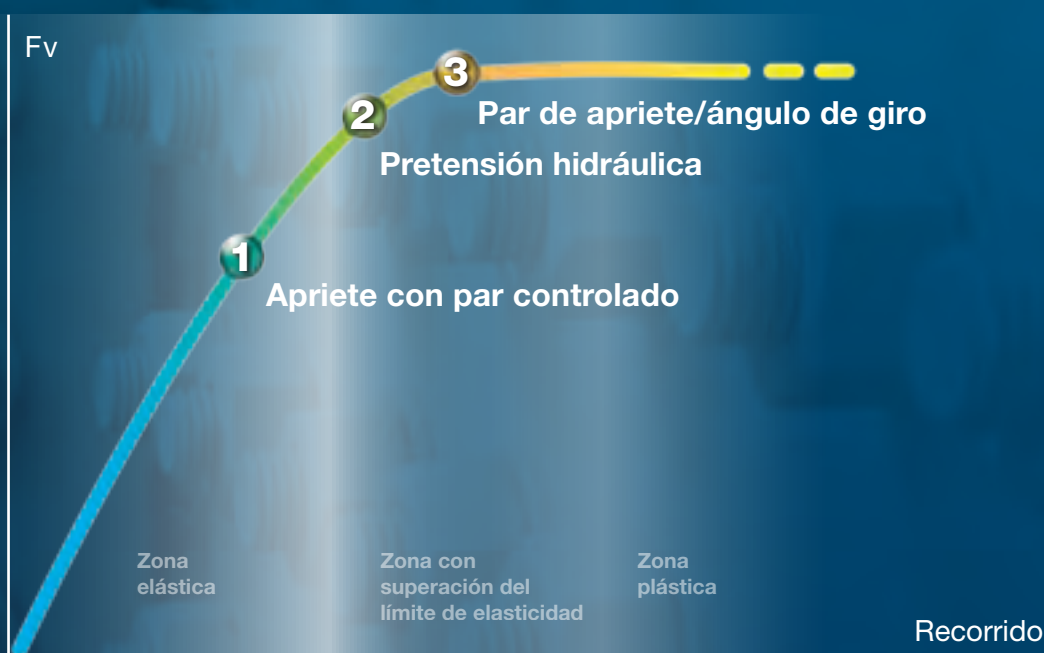 Fv
3
Par de apriete/ángulo de giro
2
Pretensión hidráulica
1
Apriete con par controlado
Zona
elástica
Zona con
superación del
límite de elasticidad
Zona
plástica
Recorrido